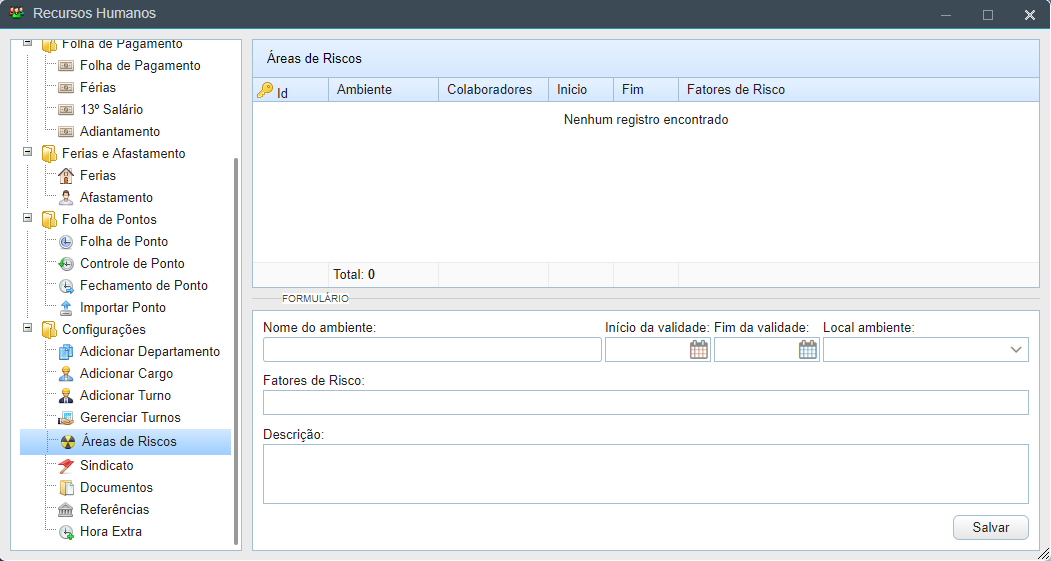 Recursos Humanos
Folha de Pagamento
Folha de Pagamento
Férias
13º Salário
Adiantamento
Ferias e Afastamento
Ferias
Afastamento
Folha de Pontos
Folha de Ponto
Controle de Ponto
Fechamento de Ponto
Importar Ponto
Configurações
Adicionar Departamento
Adicionar Cargo
Adicionar Turno
Gerenciar Turnos
Áreas de Riscos
Sindicato
Documentos
Referências
Hora Extra
Áreas de Riscos
Id Ambiente Colaboradores Inicio Fim Fatores de Risco
Nenhum registro encontrado
Total: 0
FORMULÁRIO
Nome do ambiente: Início da validade: Fim da validade: Local ambiente:
Fatores de Risco:
Descrição:
Salvar